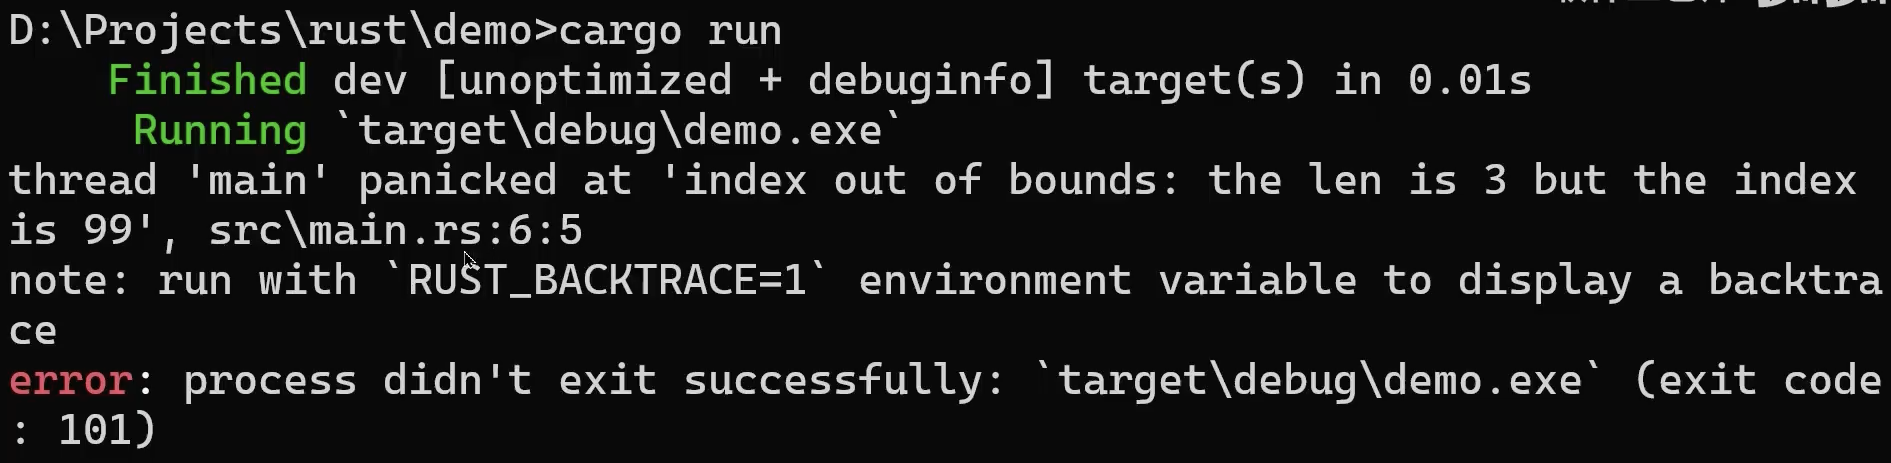 D:\Projects\rust\demo>cargo run
    Finished dev [unoptimized + debuginfo] target(s) in 0.01s
     Running `target\debug\demo.exe`
thread 'main' panicked at 'index out of bounds: the len is 3 but the index
is 99', src\main.rs:6:5
note: run with `RUST_BACKTRACE=1` environment variable to display a backtra
ce
error: process didn't exit successfully: `target\debug\demo.exe` (exit code
: 101)